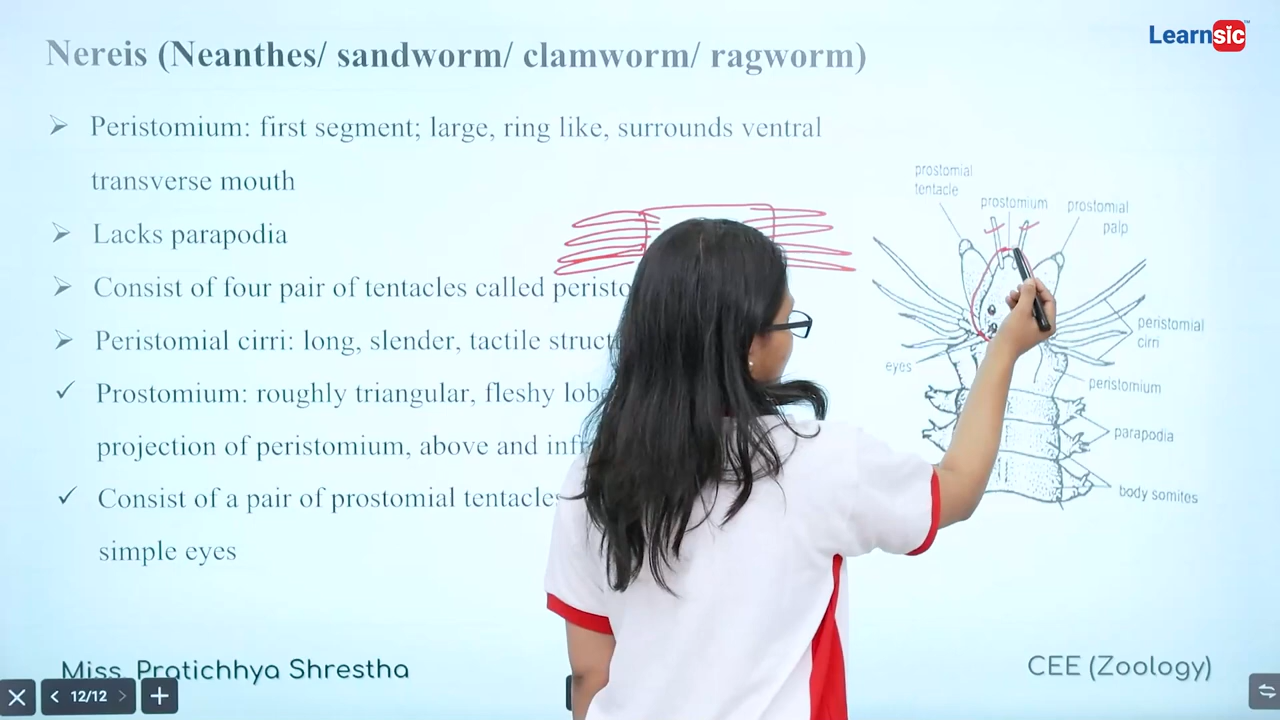 Learnsic
Nereis (Neanthes/ sandworm/ clamworm/ ragworm)
Peristomium: first segment; large, ring like, surrounds ventral
transverse mouth
Lacks parapodia
Consist of four pair of tentacles called peristo
Peristomial cirri: long, slender, tactile struct
Prostomium: roughly triangular, fleshy lobe
projection of peristomium, above and inf
Consist of a pair of prostomial tentacles
simple eyes
prostomial
tentacle
prostomium
prostomial
palp
peristomial
cirri
eyes
peristomium
parapodia
body somites
Miss. Pratichhya Shrestha
CEE (Zoology)
12/12